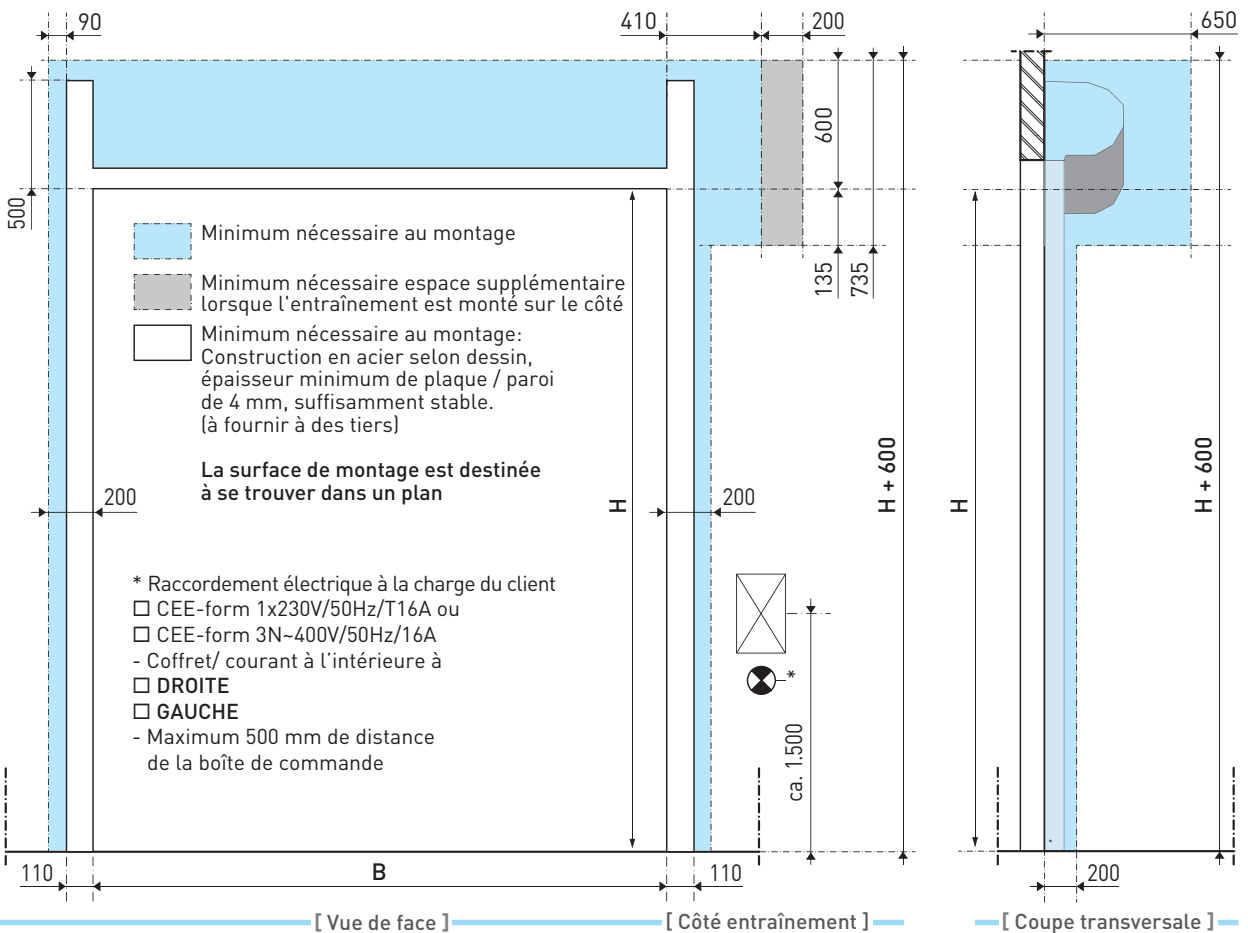 90
410
200
650
500
600
135
735
Minimum nécessaire au montage
Minimum nécessaire espace supplémentaire
lorsque l'entraînement est monté sur le côté
Minimum nécessaire au montage:
Construction en acier selon dessin,
épaisseur minimum de plaque / paroi
de 4 mm, suffisamment stable.
(à fournir à des tiers)
La surface de montage est destinée
à se trouver dans un plan
200
H
200
H + 600
H
H + 600
* Raccordement électrique à la charge du client
☐ CEE-form 1x230V/50Hz/T16A ou
☐ CEE-form 3N~400V/50Hz/16A
- Coffret/ courant à l'intérieure à
☐ DROITE
☐ GAUCHE
- Maximum 500 mm de distance
de la boîte de commande
*
ca. 1.500
110
B
110
200
[ Vue de face ]
[ Côté entraînement ]
[ Coupe transversale ]